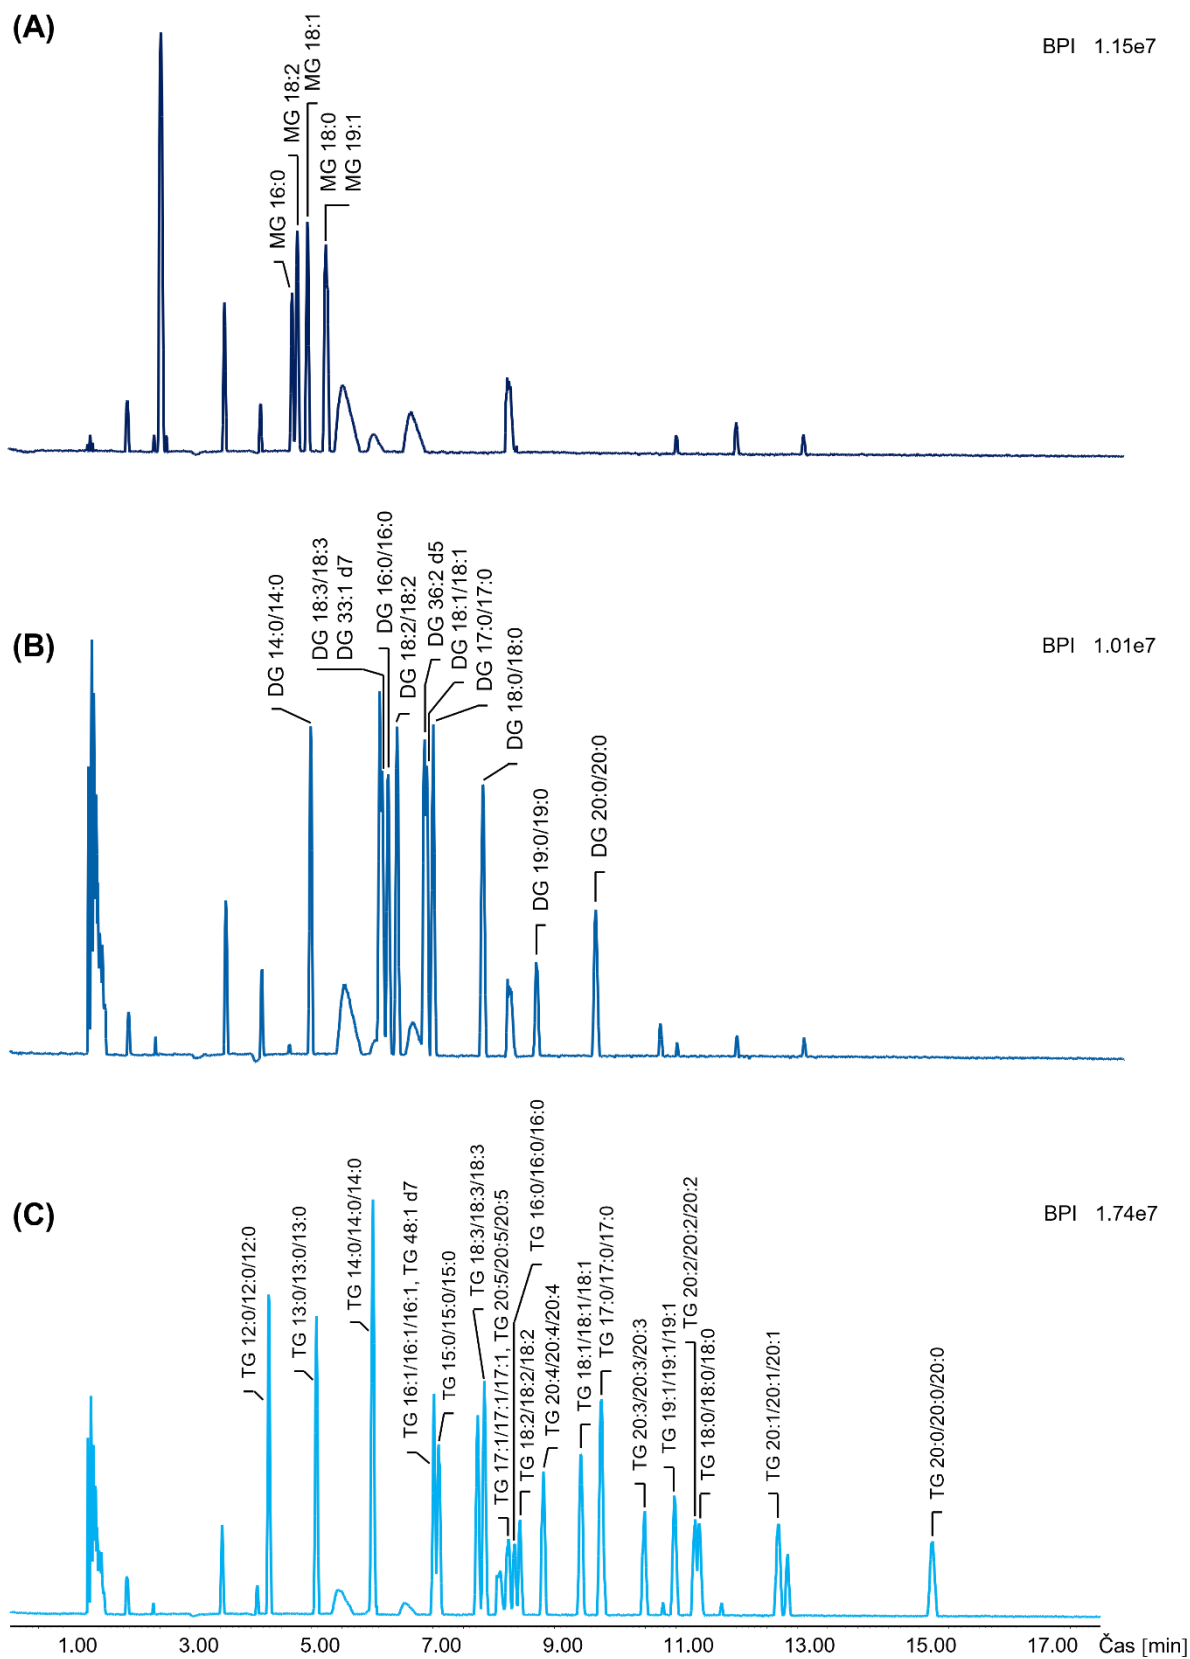 (A)
BPI 1.15e7
MG 16:0
MG 18:2
MG 18:1
MG 18:0
MG 19:1
(B)
BPI 1.01e7
DG 14:0/14:0
DG 18:3/18:3
DG 33:1 d7
DG 16:0/16:0
DG 18:2/18:2
DG 36:2 d5
DG 18:1/18:1
DG 17:0/17:0
DG 18:0/18:0
DG 19:0/19:0
DG 20:0/20:0
(C)
BPI 1.74e7
TG 12:0/12:0/12:0
TG 13:0/13:0/13:0
TG 14:0/14:0/14:0
TG 16:1/16:1/16:1, TG 48:1 d7
TG 15:0/15:0/15:0
TG 18:3/18:3/18:3
TG 17:1/17:1/17:1, TG 20:5/20:5/20:5
TG 16:0/16:0/16:0
TG 18:2/18:2/18:2
TG 20:4/20:4/20:4
TG 18:1/18:1/18:1
TG 17:0/17:0/17:0
TG 20:3/20:3/20:3
TG 19:1/19:1/19:1
TG 20:2/20:2/20:2
TG 18:0/18:0/18:0
TG 20:1/20:1/20:1
TG 20:0/20:0/20:0
1.00 3.00 5.00 7.00 9.00 11.00 13.00 15.00 17.00 Čas [min]